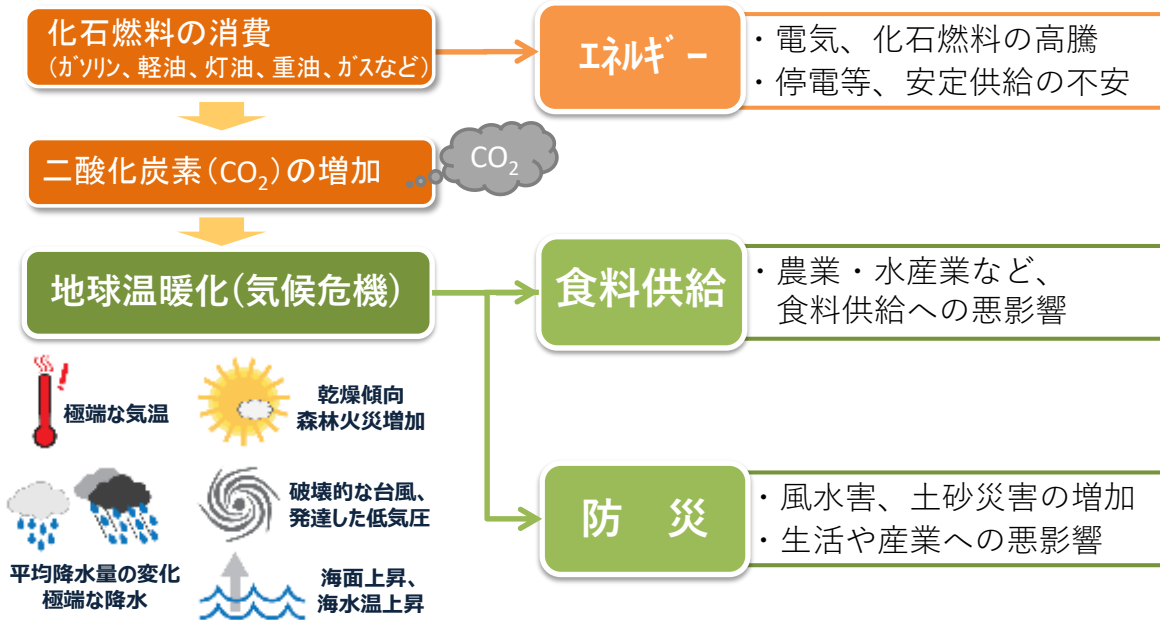 化石燃料の消費
(ｶﾞｿﾘﾝ、軽油、灯油、重油、ｶﾞｽなど)
ｴﾈﾙｷﾞｰ
・電気、化石燃料の高騰
・停電等、安定供給の不安
二酸化炭素(CO₂)の増加
CO₂
地球温暖化(気候危機)
食料供給
・農業・水産業など、
食料供給への悪影響
極端な気温
乾燥傾向
森林火災増加
平均降水量の変化
極端な降水
破壊的な台風、
発達した低気圧
海面上昇、
海水温上昇
防　災
・風水害、土砂災害の増加
・生活や産業への悪影響